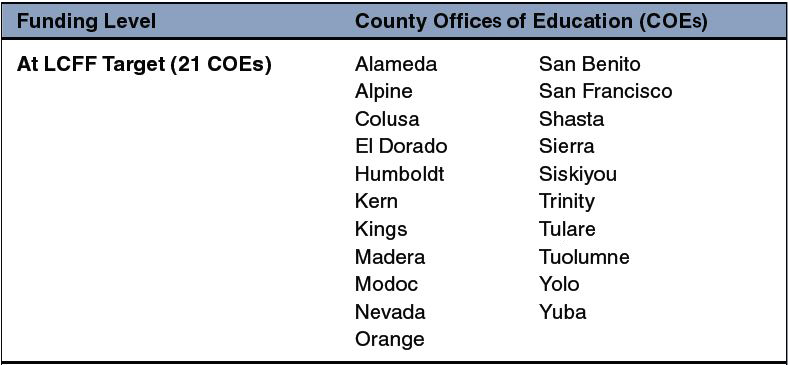 Funding Level County Offices of Education (COEs)
At LCFF Target (21 COEs) Alameda San Benito
Alpine San Francisco
Colusa Shasta
El Dorado Sierra
Humboldt Siskiyou
Kern Trinity
Kings Tulare
Madera Tuolumne
Modoc Yolo
Nevada Yuba
Orange